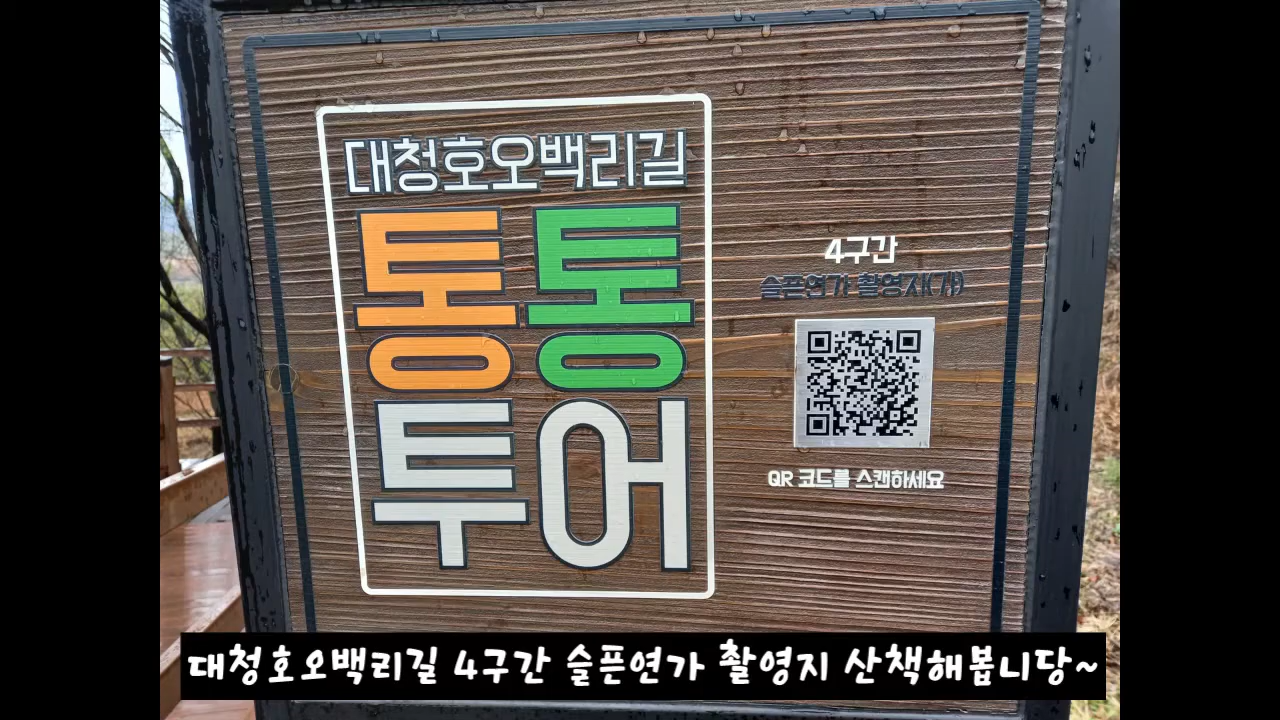 대청호오백리길
통통
투어
4구간
슬픈연가 촬영지(가)
QR 코드를 스캔하세요
대청호오백리길 4구간 슬픈연가 촬영지 산책해봅니당~